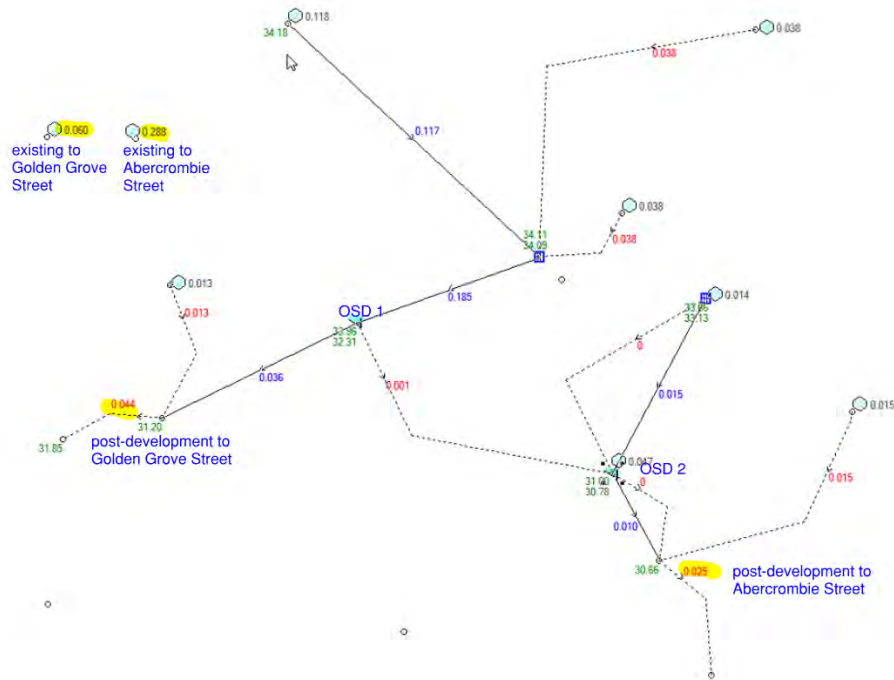 0.118
34.18
0.038
0.038
0.060
0.288
existing to
Golden Grove
Street
existing to
Abercrombie
Street
0.117
0.038
34.11
34.09
0.038
0.013
0.185
0.014
33.13
OSD 1
0.013
32.31
0
0.036
0.001
0.015
0.044
31.20
0.015
31.85
post-development to
Golden Grove Street
OSD 2
31.00
30.78
0
0.015
0.010
30.66
0.025
post-development to
Abercrombie Street